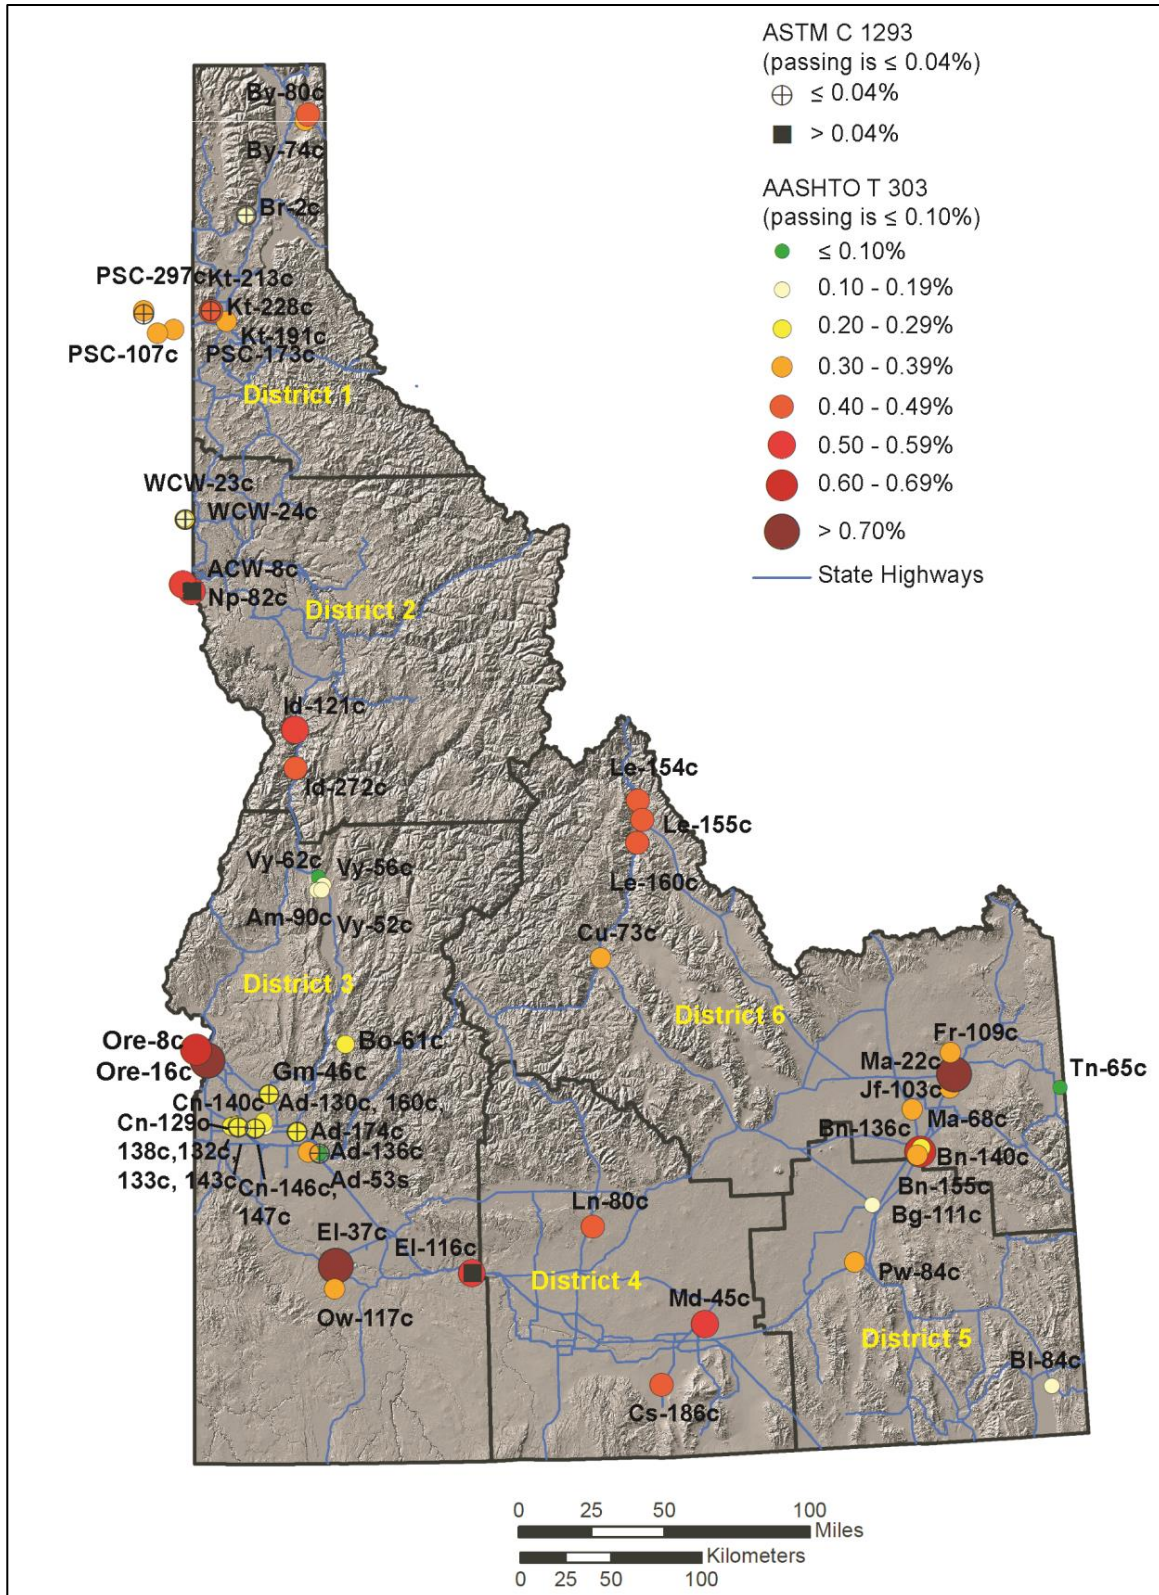 ASTM C 1293
(passing is ≤ 0.04%)
≤ 0.04%
> 0.04%
AASHTO T 303
(passing is ≤ 0.10%)
≤ 0.10%
0.10 - 0.19%
0.20 - 0.29%
0.30 - 0.39%
0.40 - 0.49%
0.50 - 0.59%
0.60 - 0.69%
> 0.70%
State Highways
By-80c
By-74c
Br-2c
PSC-297c
Kt-213c
Kt-228c
Kt-191c
PSC-107c
PSC-173c
District 1
WCW-23c
WCW-24c
ACW-8c
Np-82c
District 2
Id-121c
Id-272c
Le-154c
Le-155c
Le-160c
Vy-62c
Vy-56c
Am-90c
Vy-52c
Cu-73c
District 3
District 6
Ore-8c
Bo-61c
Ore-16c
Gm-46c
Fr-109c
Ma-22c
Tn-65c
Jf-103c
Cn-140c
Ad-130c, 160c,
Cn-129c
Ad-174c
Ma-68c
Bn-136c
138c,132c,
Ad-136c
Bn-140c
133c, 143c
Cn-146c,
Ad-53s
Bn-155c
147c
Ln-80c
Bg-111c
El-37c
El-116c
District 4
Pw-84c
Ow-117c
Md-45c
District 5
Bl-84c
Cs-186c
0 25 50 100
Miles
Kilometers
0 25 50 100